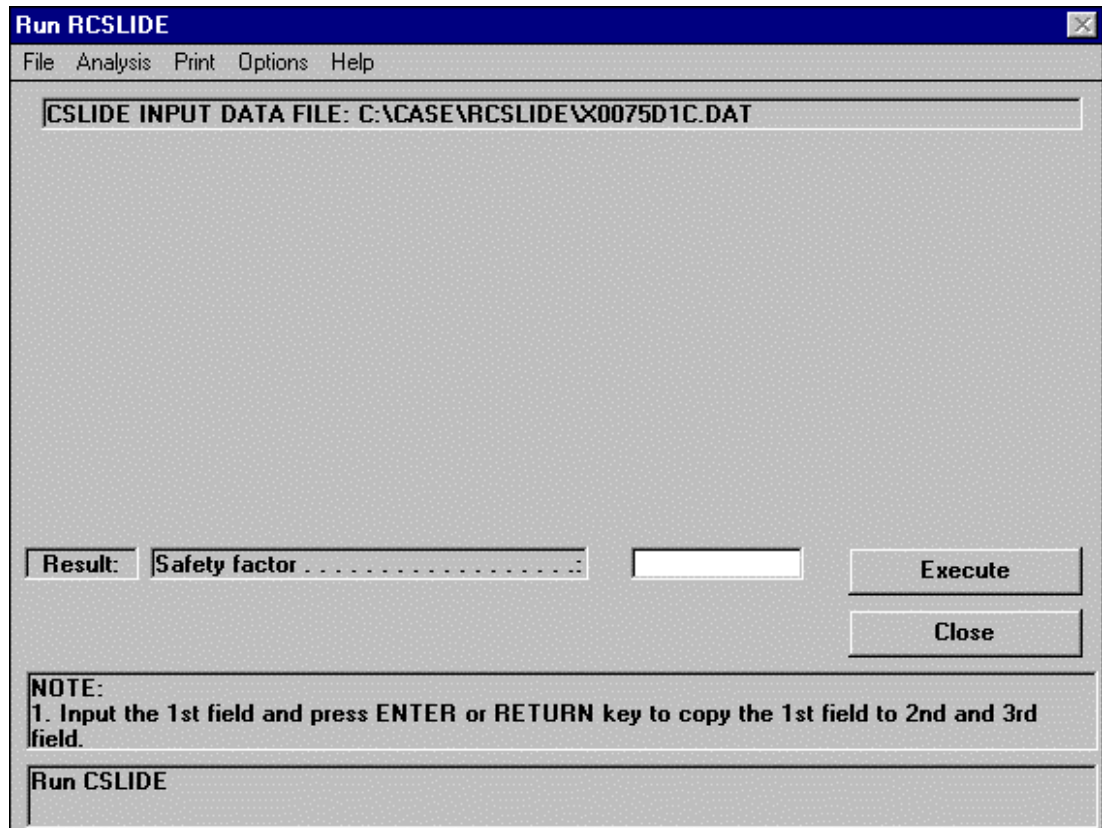 Run RCSLIDE
File Analysis Print Options Help
CSLIDE INPUT DATA FILE: C:\CASE\RCSLIDE\X0075D1C.DAT
Result: Safety factor . . . . . . . . . . . . . . . . . .:
Execute
Close
NOTE:
1. Input the 1st field and press ENTER or RETURN key to copy the 1st field to 2nd and 3rd
field.
Run CSLIDE